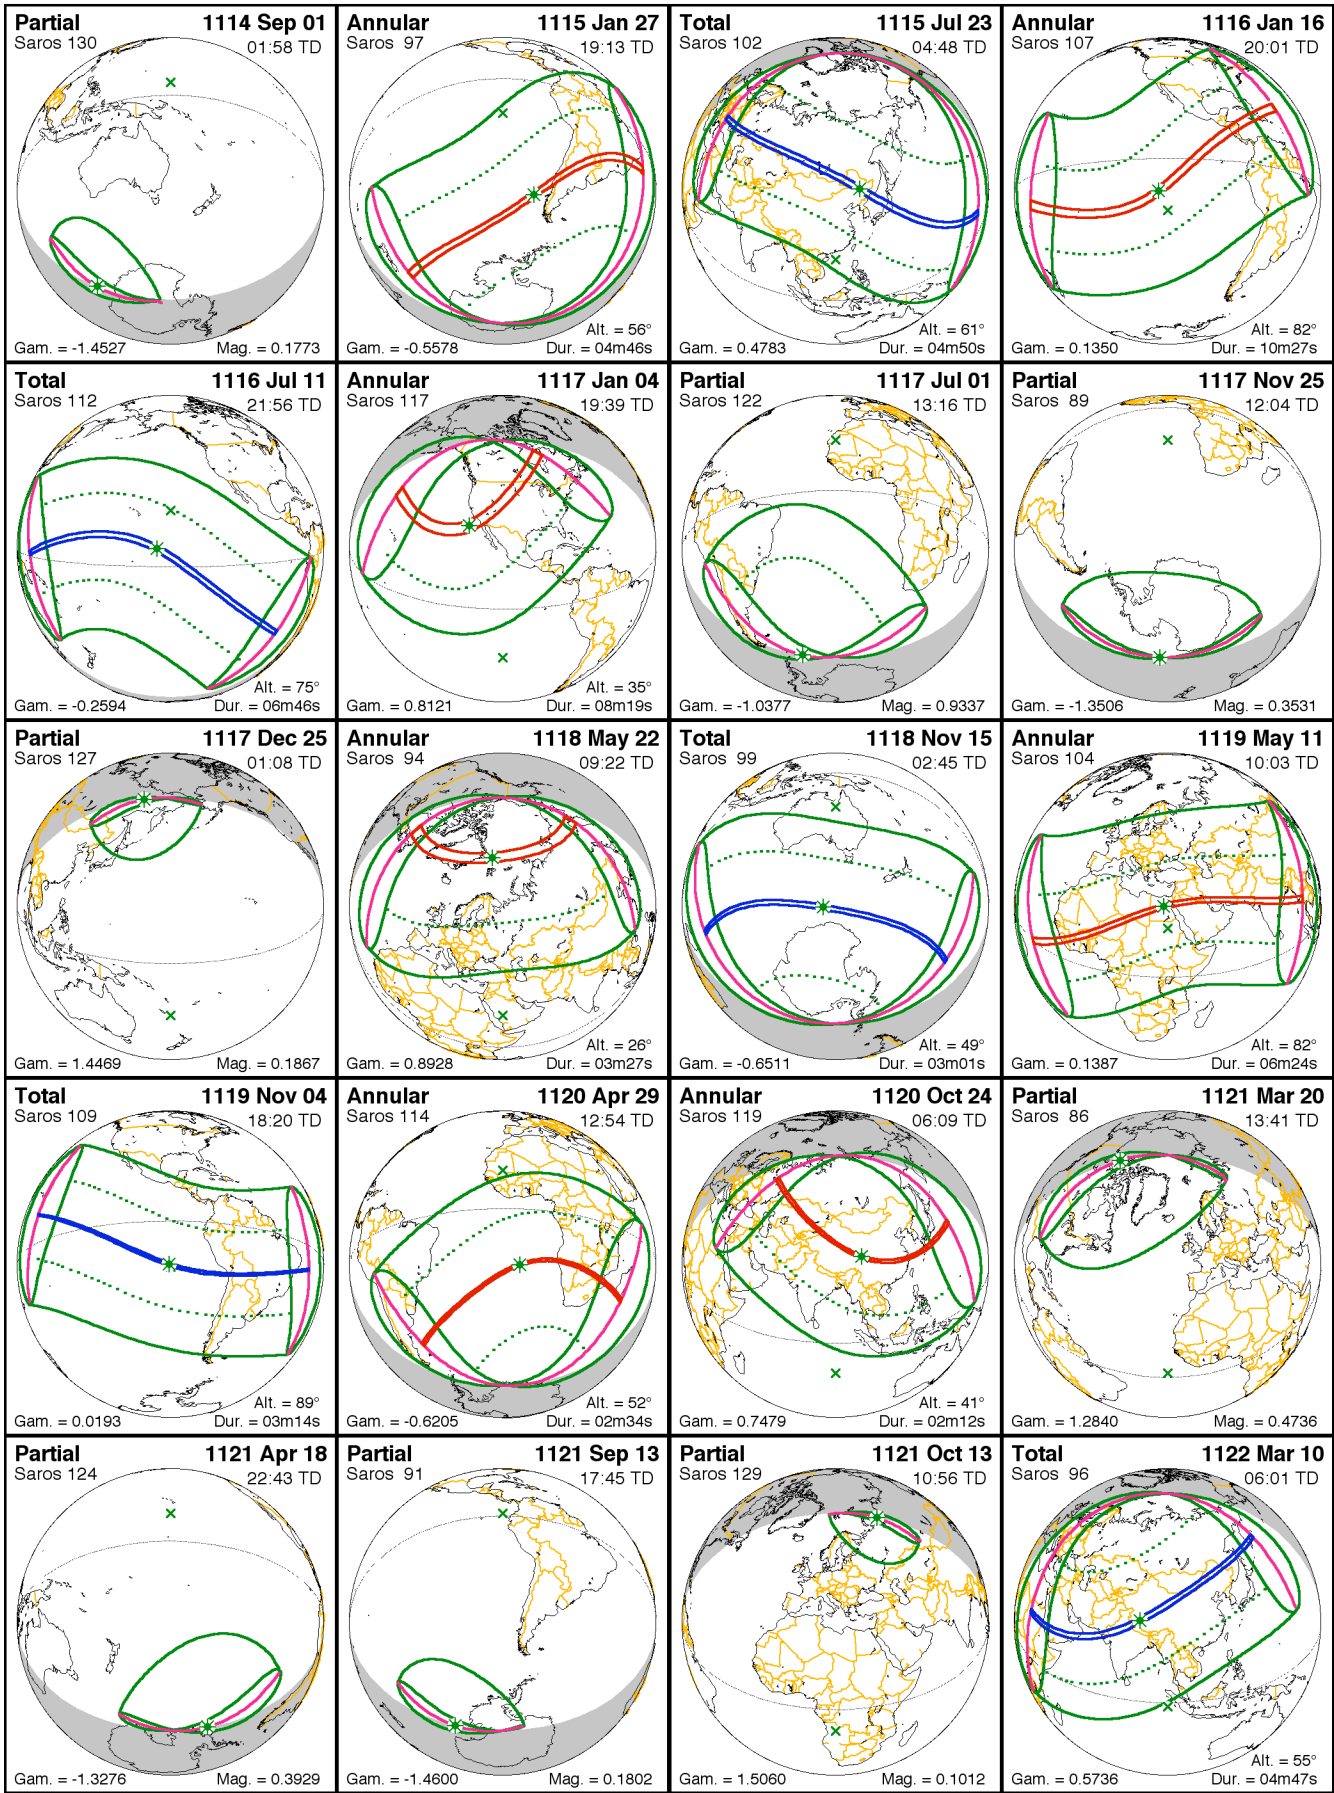 Partial 1114 Sep 01
Saros 130 01:58 TD
Gam. = -1.4527 Mag. = 0.1773
Annular 1115 Jan 27
Saros 97 19:13 TD
Alt. = 56°
Gam. = -0.5578 Dur. = 04m46s
Total 1115 Jul 23
Saros 102 04:48 TD
Alt. = 61°
Gam. = 0.4783 Dur. = 04m50s
Annular 1116 Jan 16
Saros 107 20:01 TD
Alt. = 82°
Gam. = 0.1350 Dur. = 10m27s
Total 1116 Jul 11
Saros 112 21:56 TD
Alt. = 75°
Gam. = -0.2594 Dur. = 06m46s
Annular 1117 Jan 04
Saros 117 19:39 TD
Alt. = 35°
Gam. = 0.8121 Dur. = 08m19s
Partial 1117 Jul 01
Saros 122 13:16 TD
Gam. = -1.0377 Mag. = 0.9337
Partial 1117 Nov 25
Saros 89 12:04 TD
Gam. = -1.3506 Mag. = 0.3531
Partial 1117 Dec 25
Saros 127 01:08 TD
Gam. = 1.4469 Mag. = 0.1867
Annular 1118 May 22
Saros 94 09:22 TD
Alt. = 26°
Gam. = 0.8928 Dur. = 03m27s
Total 1118 Nov 15
Saros 99 02:45 TD
Alt. = 49°
Gam. = -0.6511 Dur. = 03m01s
Annular 1119 May 11
Saros 104 10:03 TD
Alt. = 82°
Gam. = 0.1387 Dur. = 06m24s
Total 1119 Nov 04
Saros 109 18:20 TD
Alt. = 89°
Gam. = 0.0193 Dur. = 03m14s
Annular 1120 Apr 29
Saros 114 12:54 TD
Alt. = 52°
Gam. = -0.6205 Dur. = 02m34s
Annular 1120 Oct 24
Saros 119 06:09 TD
Alt. = 41°
Gam. = 0.7479 Dur. = 02m12s
Partial 1121 Mar 20
Saros 86 13:41 TD
Gam. = 1.2840 Mag. = 0.4736
Partial 1121 Apr 18
Saros 124 22:43 TD
Gam. = -1.3276 Mag. = 0.3929
Partial 1121 Sep 13
Saros 91 17:45 TD
Gam. = -1.4600 Mag. = 0.1802
Partial 1121 Oct 13
Saros 129 10:56 TD
Gam. = 1.5060 Mag. = 0.1012
Total 1122 Mar 10
Saros 96 06:01 TD
Alt. = 55°
Gam. = 0.5736 Dur. = 04m47s